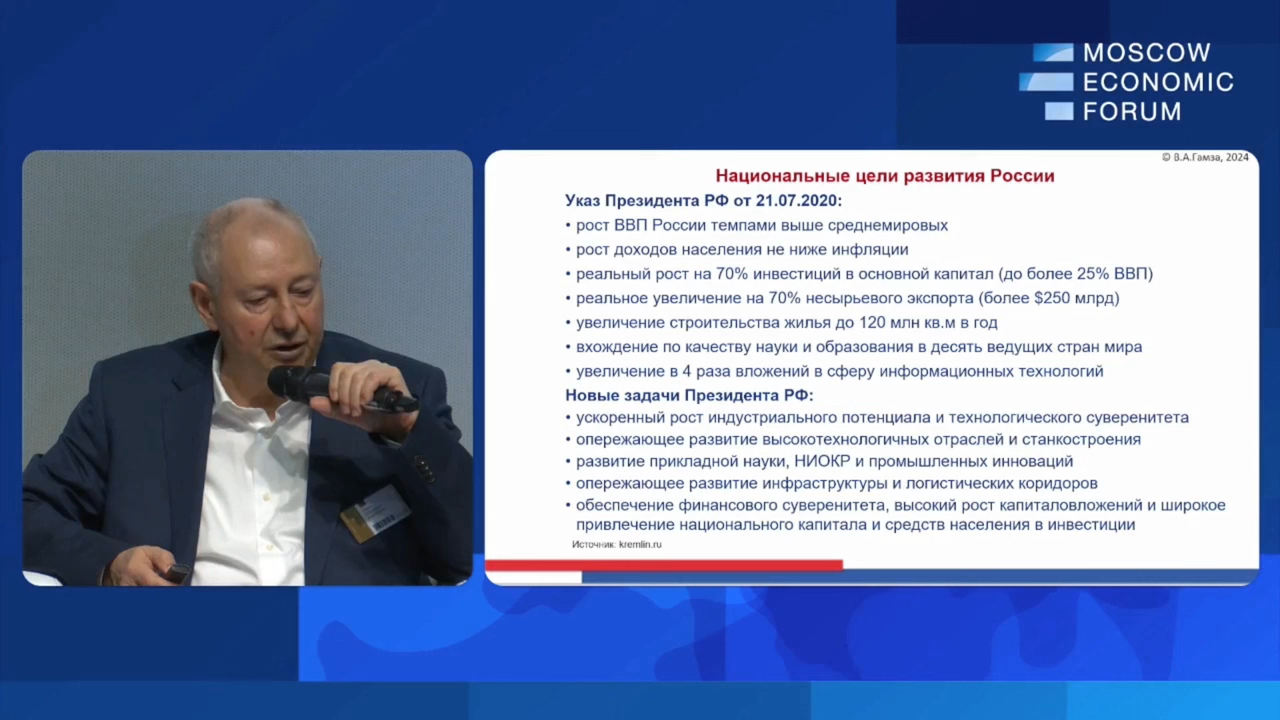 MOSCOW
ECONOMIC
FORUM
© В.А.Гамза, 2024
Национальные цели развития России
Указ Президента РФ от 21.07.2020:
• рост ВВП России темпами выше среднемировых
• рост доходов населения не ниже инфляции
• реальный рост на 70% инвестиций в основной капитал (до более 25% ВВП)
• реальное увеличение на 70% несырьевого экспорта (более $250 млрд)
• увеличение строительства жилья до 120 млн кв.м в год
• вхождение по качеству науки и образования в десять ведущих стран мира
• увеличение в 4 раза вложений в сферу информационных технологий
Новые задачи Президента РФ:
• ускоренный рост индустриального потенциала и технологического суверенитета
• опережающее развитие высокотехнологичных отраслей и станкостроения
• развитие прикладной науки, НИОКР и промышленных инноваций
• опережающее развитие инфраструктуры и логистических коридоров
• обеспечение финансового суверенитета, высокий рост капиталовложений и широкое
привлечение национального капитала и средств населения в инвестиции
Источник: kremlin.ru